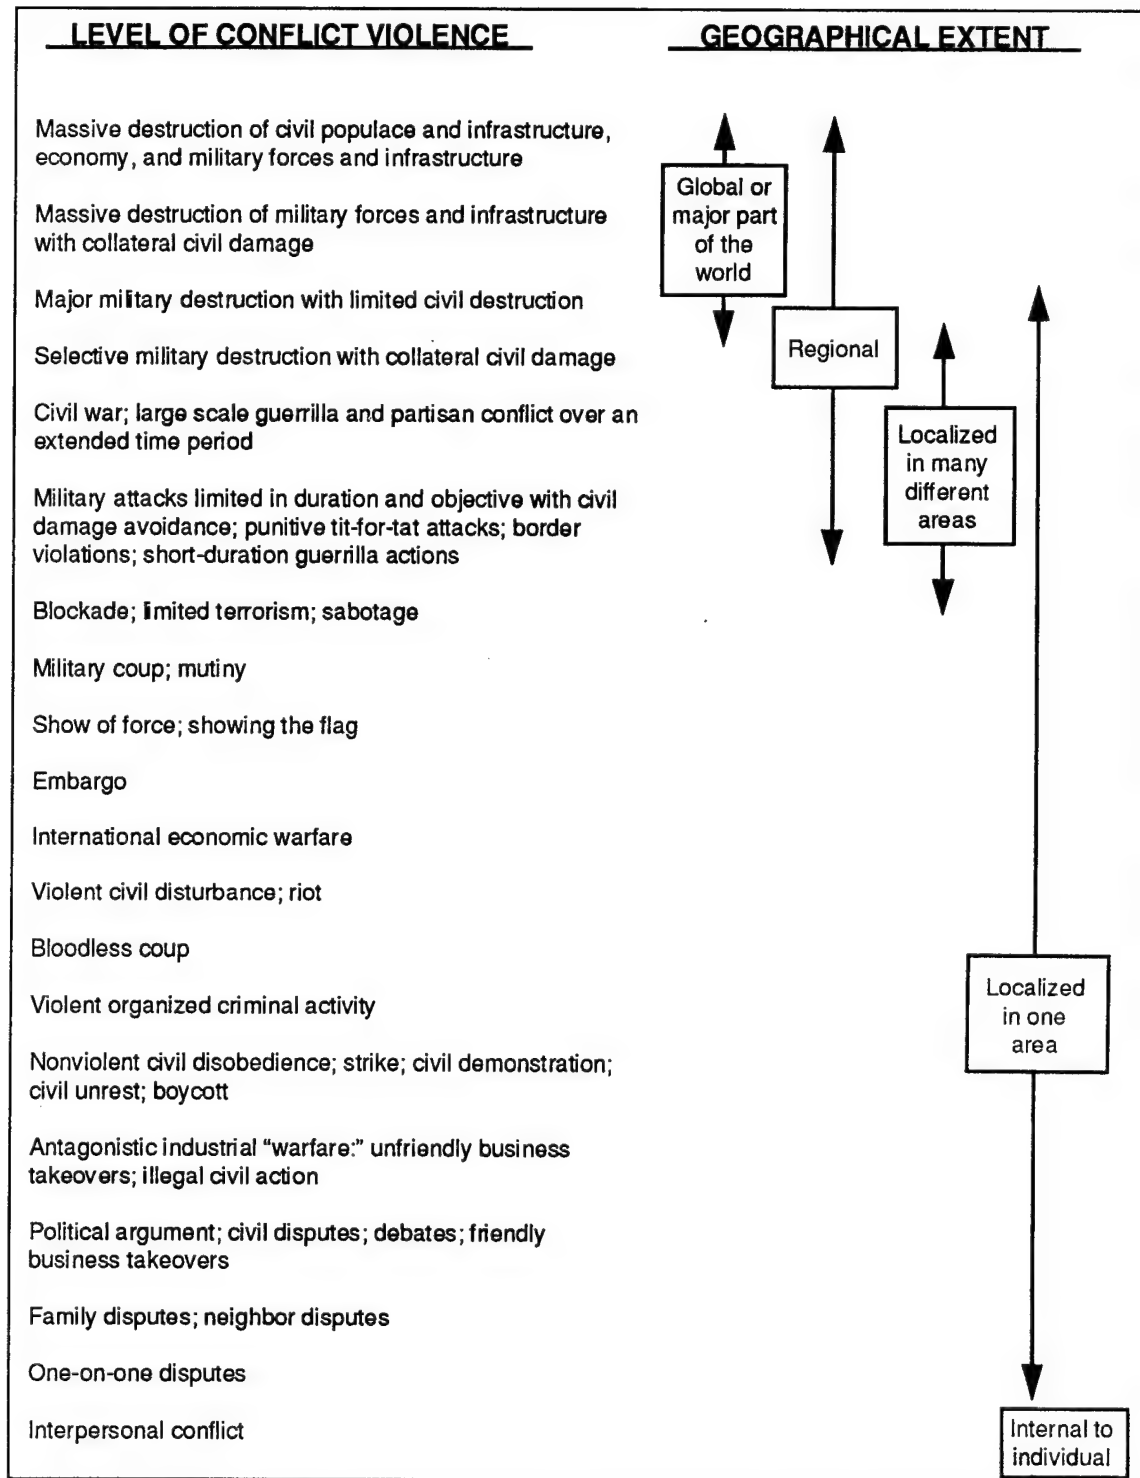 LEVEL OF CONFLICT VIOLENCE
GEOGRAPHICAL EXTENT
Massive destruction of civil populace and infrastructure,
economy, and military forces and infrastructure
Massive destruction of military forces and infrastructure
with collateral civil damage
Major military destruction with limited civil destruction
Selective military destruction with collateral civil damage
Civil war; large scale guerrilla and partisan conflict over an
extended time period
Military attacks limited in duration and objective with civil
damage avoidance; punitive tit-for-tat attacks; border
violations; short-duration guerrilla actions
Blockade; limited terrorism; sabotage
Military coup; mutiny
Show of force; showing the flag
Embargo
International economic warfare
Violent civil disturbance; riot
Bloodless coup
Violent organized criminal activity
Nonviolent civil disobedience; strike; civil demonstration;
civil unrest; boycott
Antagonistic industrial “warfare:” unfriendly business
takeovers; illegal civil action
Political argument; civil disputes; debates; friendly
business takeovers
Family disputes; neighbor disputes
One-on-one disputes
Interpersonal conflict
Global or
major part
of the
world
Regional
Localized
in many
different
areas
Localized
in one
area
Internal to
individual